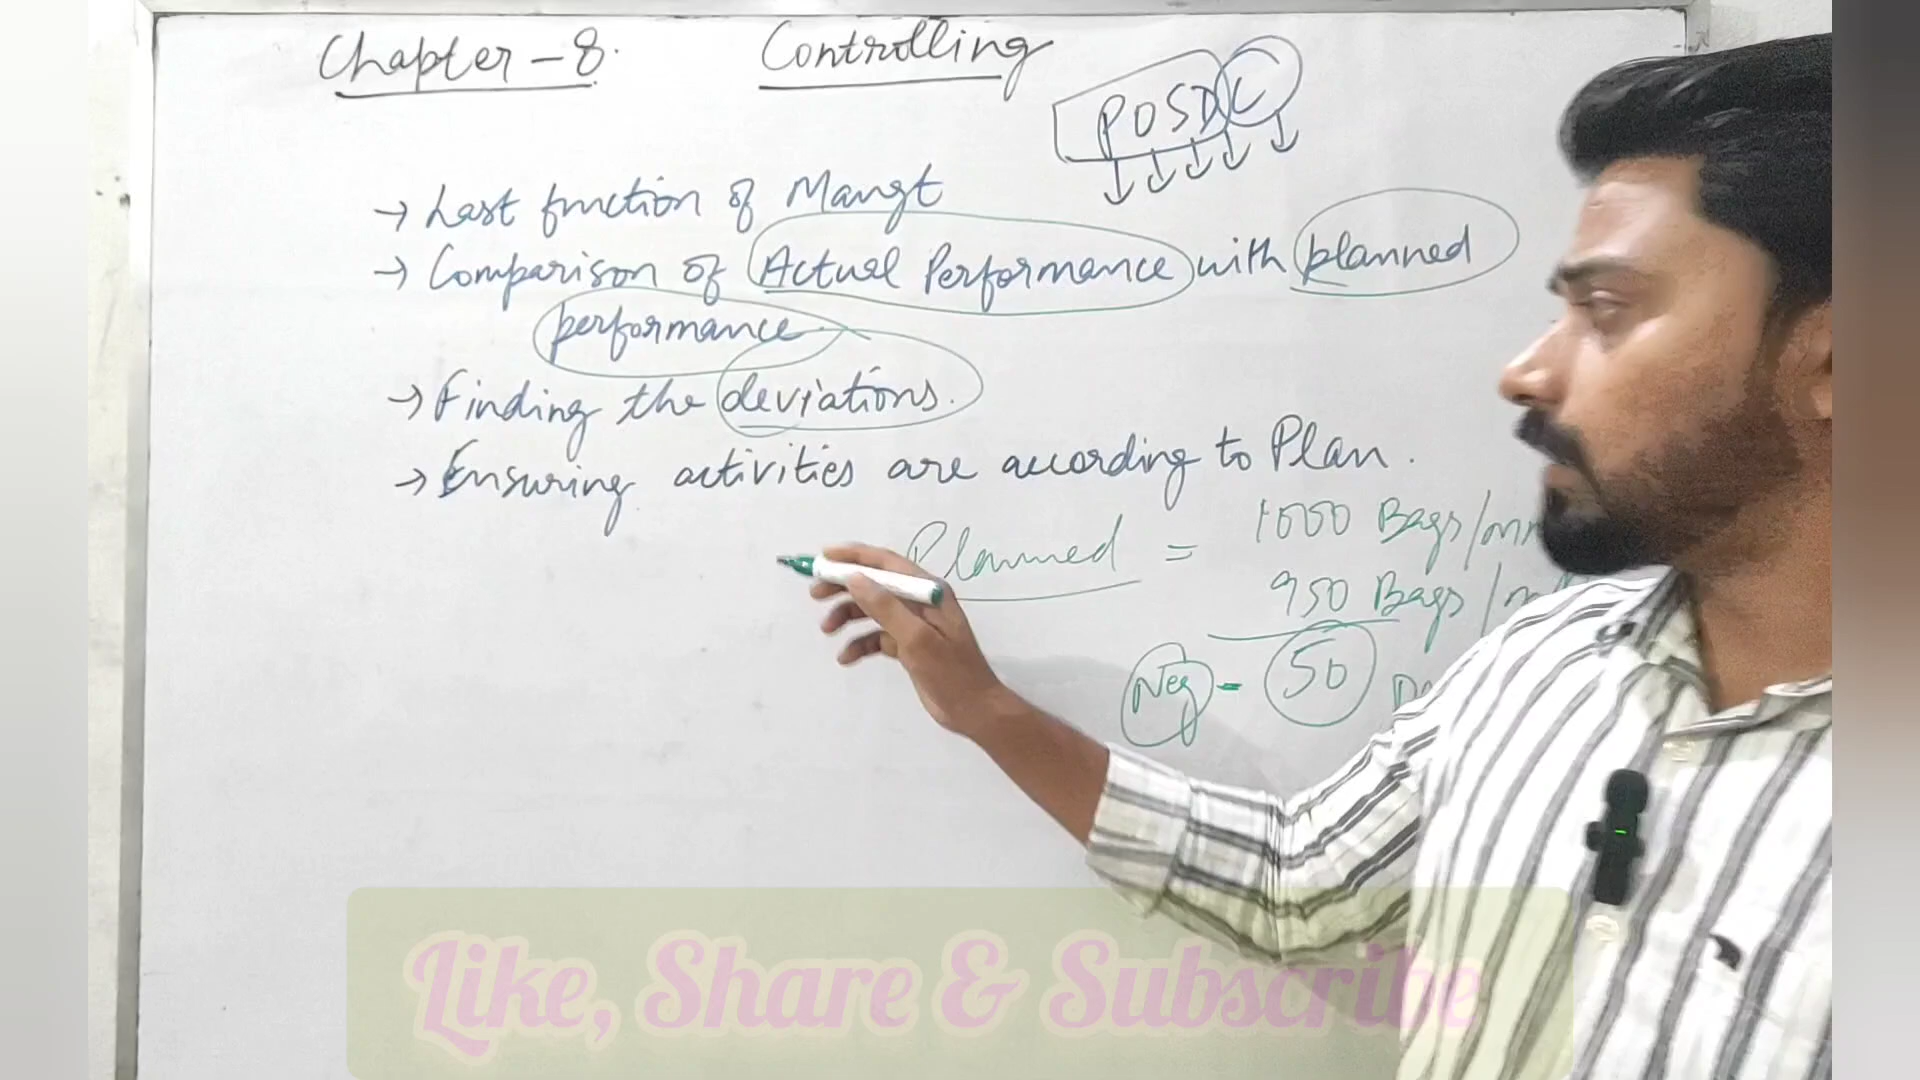 Chapter - 8. Controlling
POSDC
→ Last function of Mangt
→ Comparison of Actual Performance with planned
performance.
→ Finding the deviations.
→ Ensuring activities are according to Plan.
Planned = 1000 Bags/
950 Bags/
Neg - 50
Like, Share & Subscribe